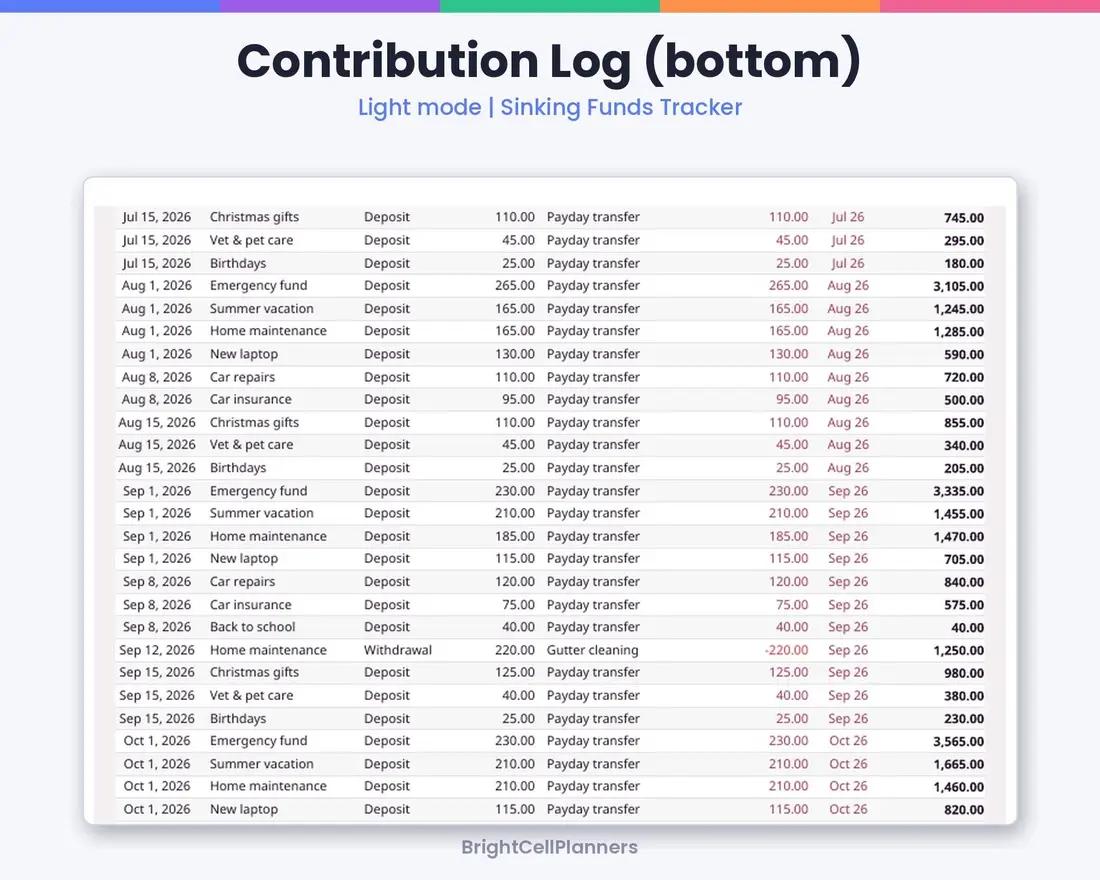 Contribution Log (bottom)
Light mode | Sinking Funds Tracker
Jul 15, 2026 Christmas gifts Deposit 110.00 Payday transfer 110.00 Jul 26 745.00
Jul 15, 2026 Vet & pet care Deposit 45.00 Payday transfer 45.00 Jul 26 295.00
Jul 15, 2026 Birthdays Deposit 25.00 Payday transfer 25.00 Jul 26 180.00
Aug 1, 2026 Emergency fund Deposit 265.00 Payday transfer 265.00 Aug 26 3,105.00
Aug 1, 2026 Summer vacation Deposit 165.00 Payday transfer 165.00 Aug 26 1,245.00
Aug 1, 2026 Home maintenance Deposit 165.00 Payday transfer 165.00 Aug 26 1,285.00
Aug 1, 2026 New laptop Deposit 130.00 Payday transfer 130.00 Aug 26 590.00
Aug 8, 2026 Car repairs Deposit 110.00 Payday transfer 110.00 Aug 26 720.00
Aug 8, 2026 Car insurance Deposit 95.00 Payday transfer 95.00 Aug 26 500.00
Aug 15, 2026 Christmas gifts Deposit 110.00 Payday transfer 110.00 Aug 26 855.00
Aug 15, 2026 Vet & pet care Deposit 45.00 Payday transfer 45.00 Aug 26 340.00
Aug 15, 2026 Birthdays Deposit 25.00 Payday transfer 25.00 Aug 26 205.00
Sep 1, 2026 Emergency fund Deposit 230.00 Payday transfer 230.00 Sep 26 3,335.00
Sep 1, 2026 Summer vacation Deposit 210.00 Payday transfer 210.00 Sep 26 1,455.00
Sep 1, 2026 Home maintenance Deposit 185.00 Payday transfer 185.00 Sep 26 1,470.00
Sep 1, 2026 New laptop Deposit 115.00 Payday transfer 115.00 Sep 26 705.00
Sep 8, 2026 Car repairs Deposit 120.00 Payday transfer 120.00 Sep 26 840.00
Sep 8, 2026 Car insurance Deposit 75.00 Payday transfer 75.00 Sep 26 575.00
Sep 8, 2026 Back to school Deposit 40.00 Payday transfer 40.00 Sep 26 40.00
Sep 12, 2026 Home maintenance Withdrawal 220.00 Gutter cleaning -220.00 Sep 26 1,250.00
Sep 15, 2026 Christmas gifts Deposit 125.00 Payday transfer 125.00 Sep 26 980.00
Sep 15, 2026 Vet & pet care Deposit 40.00 Payday transfer 40.00 Sep 26 380.00
Sep 15, 2026 Birthdays Deposit 25.00 Payday transfer 25.00 Sep 26 230.00
Oct 1, 2026 Emergency fund Deposit 230.00 Payday transfer 230.00 Oct 26 3,565.00
Oct 1, 2026 Summer vacation Deposit 210.00 Payday transfer 210.00 Oct 26 1,665.00
Oct 1, 2026 Home maintenance Deposit 210.00 Payday transfer 210.00 Oct 26 1,460.00
Oct 1, 2026 New laptop Deposit 115.00 Payday transfer 115.00 Oct 26 820.00
BrightCellPlanners